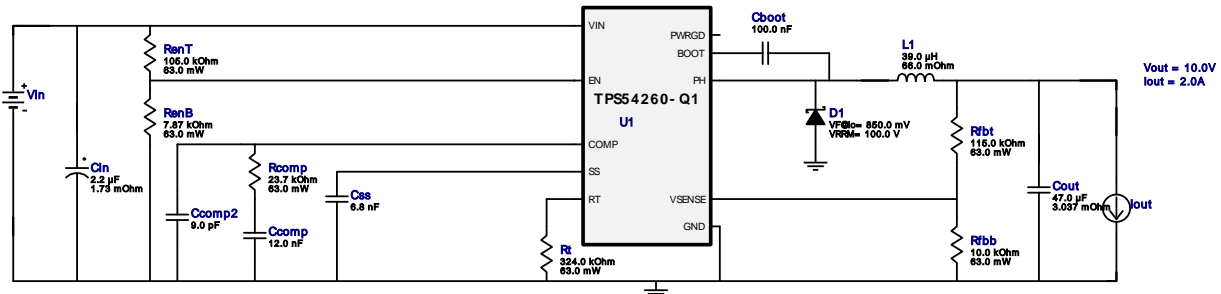 Vin
Cin
2.2 µF
1.73 mOhm
RenT
105.0 kOhm
63.0 mW
RenB
7.87 kOhm
63.0 mW
Ccomp2
9.0 pF
Rcomp
23.7 kOhm
63.0 mW
Ccomp
12.0 nF
Css
6.8 nF
Rt
324.0 kOhm
63.0 mW
VIN
EN
COMP
SS
RT
TPS54260-Q1
U1
PWRGD
BOOT
PH
VSENSE
GND
Cboot
100.0 nF
L1
39.0 µH
66.0 mOhm
D1
850.0 mV
VRRM= 100.0 V
Rfbt
115.0 kOhm
63.0 mW
Rfbb
10.0 kOhm
63.0 mW
Cout
47.0 µF
3.037 mOhm
Iout
Vout = 10.0V
Iout = 2.0A